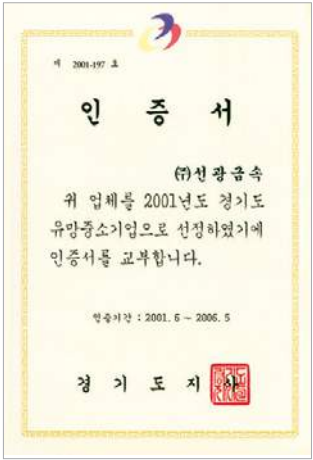 제 2001-197 호
인 증 서
(주)선광금속
귀 업체를 2001년도 경기도
유망중소기업으로 선정하였기에
인증서를 교부합니다.
인증기간 : 2001. 6 ~ 2006. 5
경 기 도 지 사